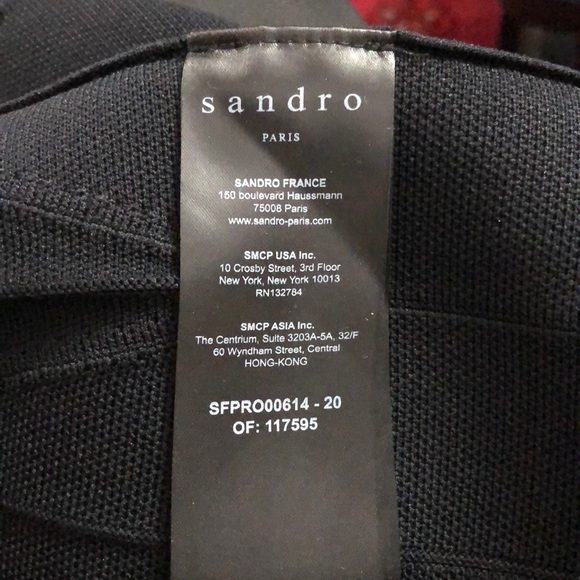 sandro
PARIS
SANDRO FRANCE
150 boulevard Haussmann
75008 Paris
www.sandro-paris.com
SMCP USA Inc.
10 Crosby Street, 3rd Floor
New York, New York 10013
RN132784
SMCP ASIA Inc.
The Centrium, Suite 3203A-5A, 32/F
60 Wyndham Street, Central
HONG-KONG
SFPRO00614 - 20
OF: 117595